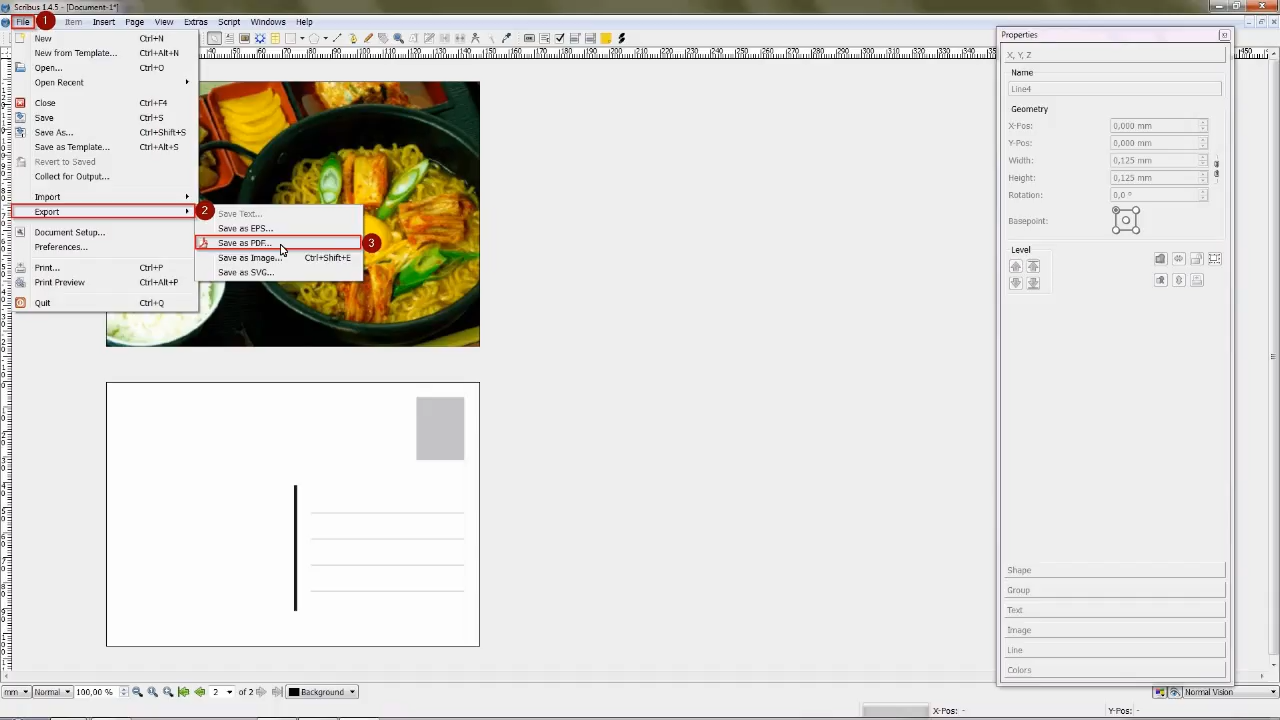 Scribus 1.4.5 - [Document-1*]
File 1 Item Insert Page View Extras Script Windows Help
New Ctrl+N
New from Template... Ctrl+Alt+N
Open... Ctrl+O
Open Recent
Close Ctrl+F4
Save Ctrl+S
Save As... Ctrl+Shift+S
Save as Template... Ctrl+Alt+S
Revert to Saved
Collect for Output...
Import
Export 2
Save Text...
Save as EPS...
Save as PDF... 3
Save as Image... Ctrl+Shift+E
Save as SVG...
Document Setup...
Preferences...
Print... Ctrl+P
Print Preview Ctrl+Alt+P
Quit Ctrl+Q
Properties
X, Y, Z
Name
Line4
Geometry
X-Pos: 0,000 mm
Y-Pos: 0,000 mm
Width: 0,125 mm
Height: 0,125 mm
Rotation: 0,0 °
Basepoint:
Level
Shape
Group
Text
Image
Line
Colors
mm Normal 100,00 % 2 of 2 Background Normal Vision
X-Pos: - Y-Pos: -